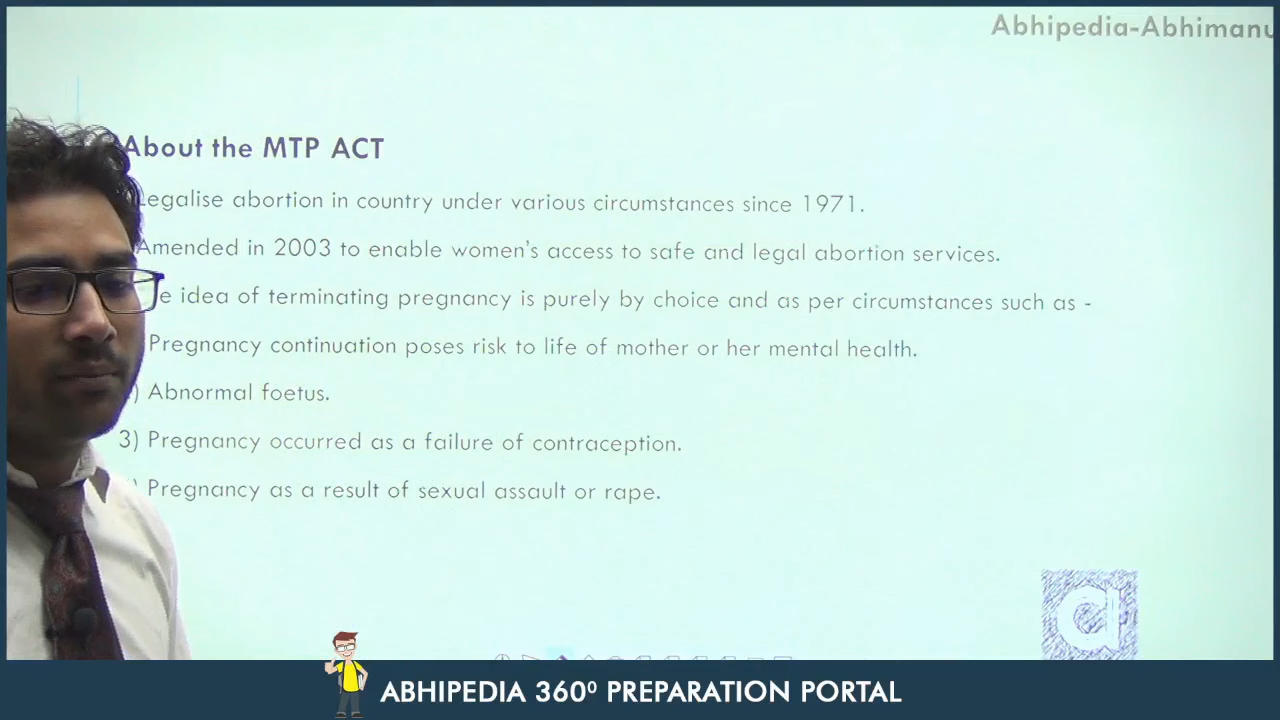 Abhipedia-Abhimanu
About the MTP ACT
Legalise abortion in country under various circumstances since 1971.
Amended in 2003 to enable women's access to safe and legal abortion services.
e idea of terminating pregnancy is purely by choice and as per circumstances such as -
Pregnancy continuation poses risk to life of mother or her mental health.
) Abnormal foetus.
3) Pregnancy occurred as a failure of contraception.
) Pregnancy as a result of sexual assault or rape.
a
ABHIPEDIA 360⁰ PREPARATION PORTAL